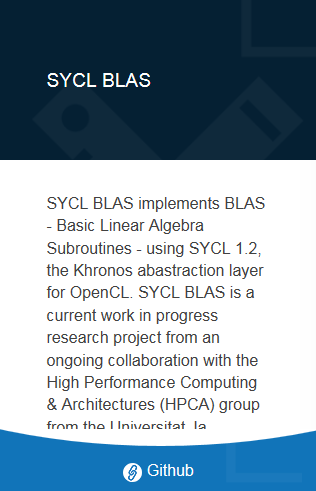 SYCL BLAS
SYCL BLAS implements BLAS
- Basic Linear Algebra
Subroutines - using SYCL 1.2,
the Khronos abastraction layer
for OpenCL. SYCL BLAS is a
current work in progress
research project from an
ongoing collaboration with the
High Performance Computing
& Architectures (HPCA) group
from the Universitat Ja
Github